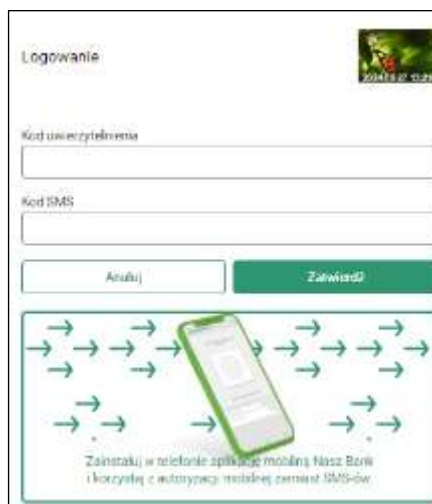 Logowanie
Kod uwierzytelnienia
Kod SMS
Anuluj
Zatwierdź
Zainstaluj w telefonie aplikację mobilną Nasz Bank
i korzystaj z autoryzacji mobilnej zamiast SMS-ów